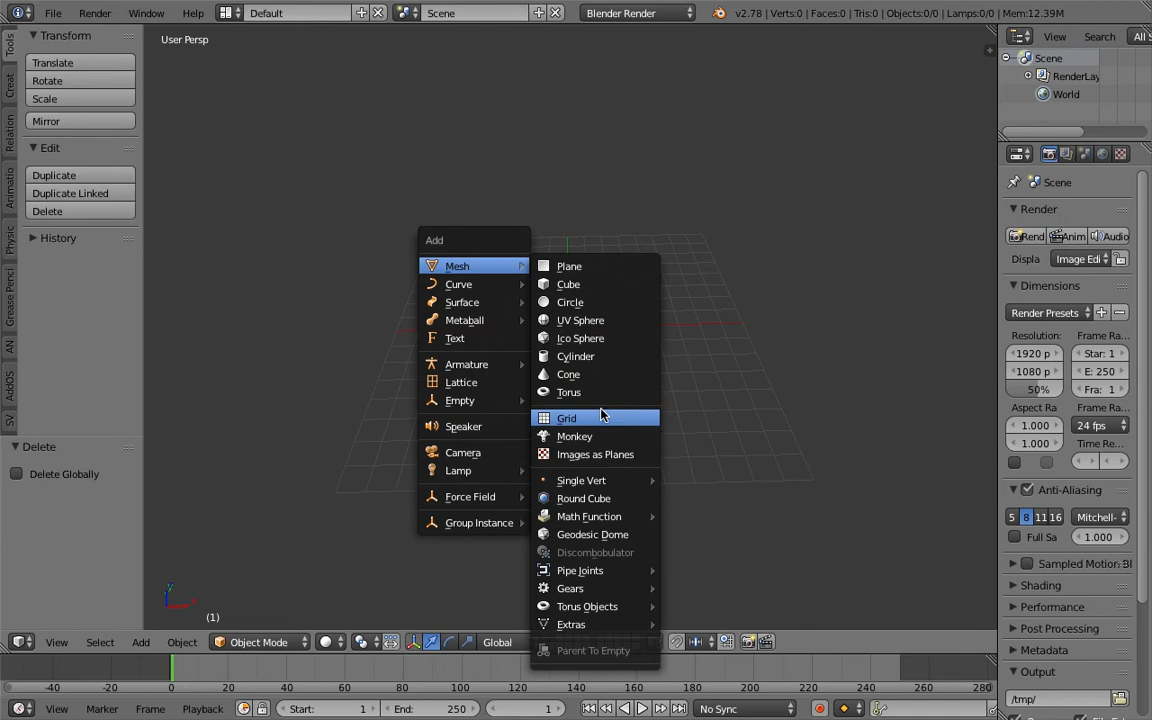 File Render Window Help Default Scene Blender Render v2.78 | Verts:0 | Faces:0 | Tris:0 | Objects:0/0 | Lamps:0/0 | Mem:12.39M
Tools
Creat
Relation
Animatio
Physic
Grease Penci
AN
AddOS
SV
Transform
Translate
Rotate
Scale
Mirror
Edit
Duplicate
Duplicate Linked
Delete
History
Delete
Delete Globally
User Persp
Add
Mesh
Curve
Surface
Metaball
Text
Armature
Lattice
Empty
Speaker
Camera
Lamp
Force Field
Group Instance
Plane
Cube
Circle
UV Sphere
Ico Sphere
Cylinder
Cone
Torus
Grid
Monkey
Images as Planes
Single Vert
Round Cube
Math Function
Geodesic Dome
Discombobulator
Pipe Joints
Gears
Torus Objects
Extras
Parent To Empty
(1)
View Select Add Object Object Mode Global
-40 -20 0 20 40 60 80 100 120 140 160 180 200 220 240 260 280
View Marker Frame Playback Start: 1 End: 250 1 No Sync
View Search All S
Scene
RenderLay
World
Scene
Render
Rend Anim Audio
Displa Image Edi
Dimensions
Render Presets
Resolution: Frame Ra...
1920 p Star: 1
1080 p E: 250
50% Fra: 1
Aspect Ra Frame Ra...
1.000 24 fps
1.000 Time Re...
Anti-Aliasing
5 8 11 16 Mitchell-
Full Sa 1.000
Sampled Motion Bl
Shading
Performance
Post Processing
Metadata
Output
/tmp/